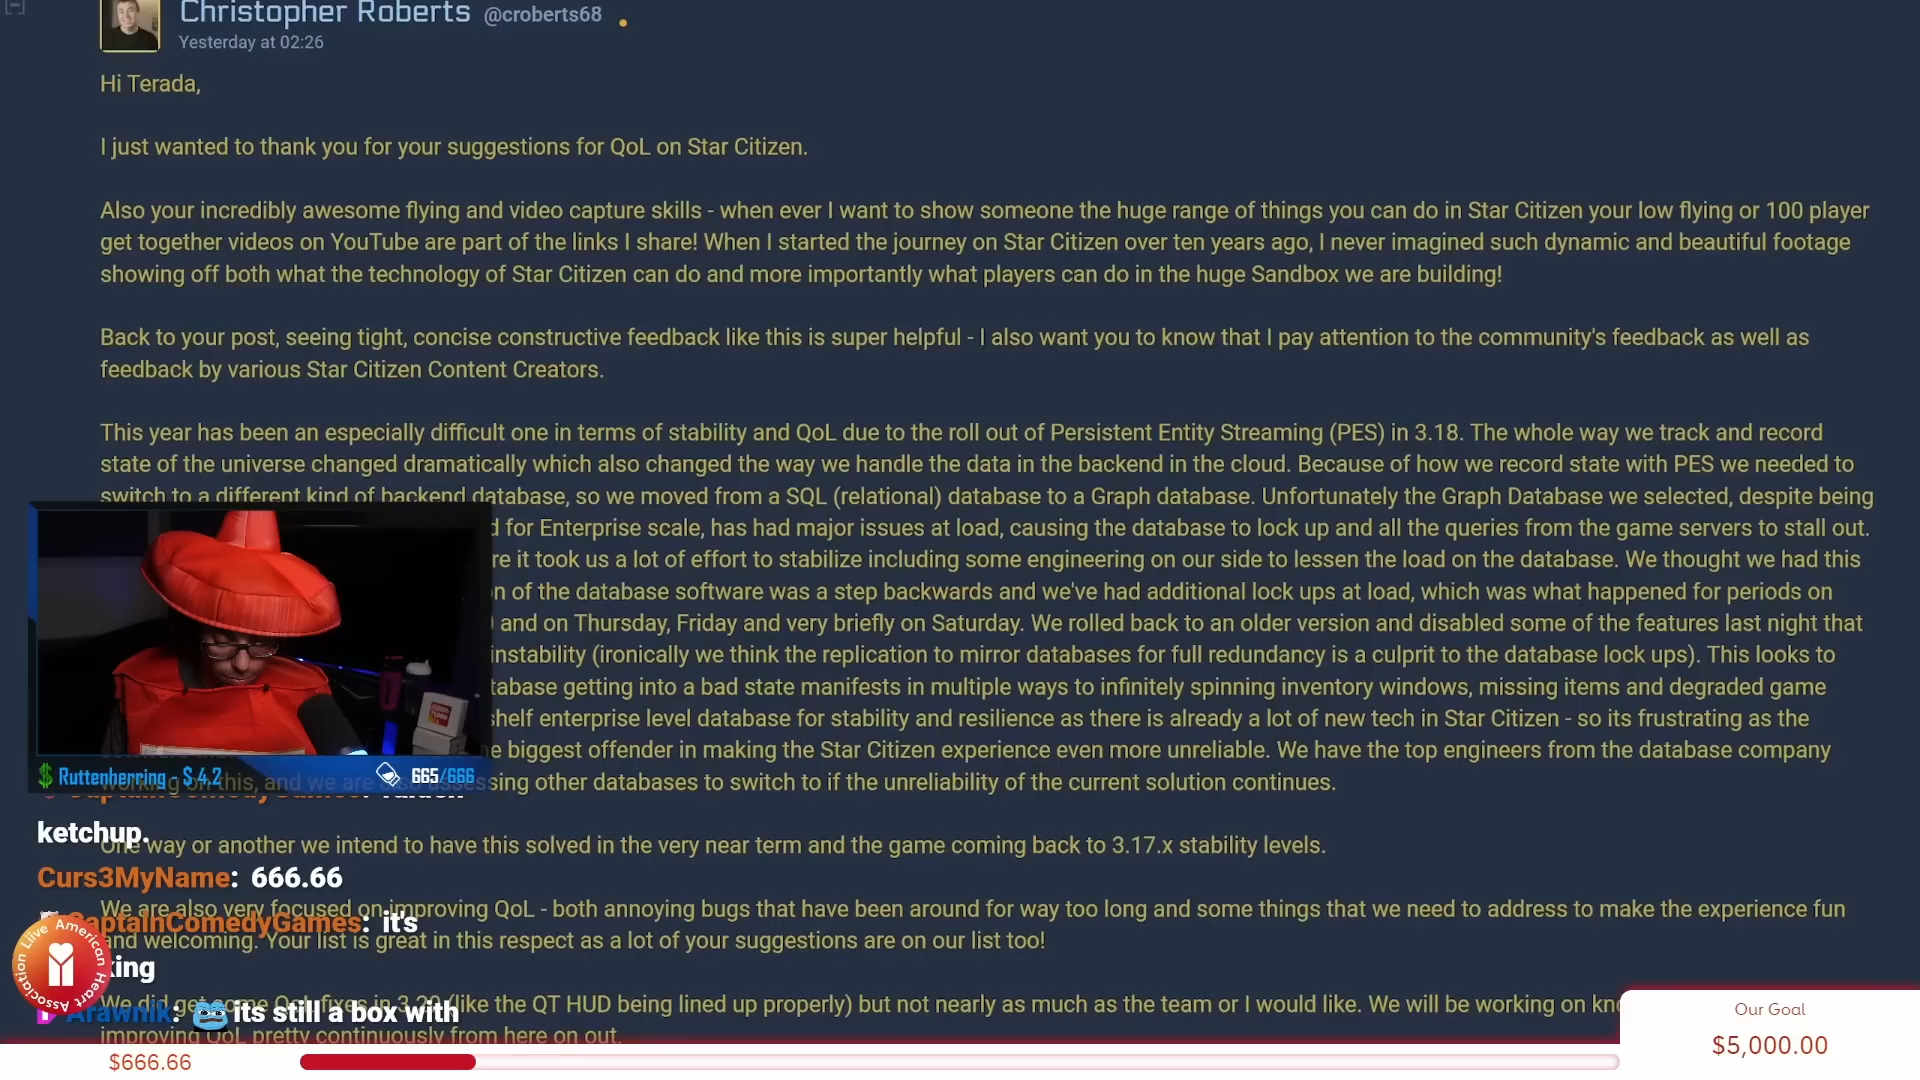 Christopher Roberts @croberts68
Yesterday at 02:26
Hi Terada,
I just wanted to thank you for your suggestions for QoL on Star Citizen.
Also your incredibly awesome flying and video capture skills - when ever I want to show someone the huge range of things you can do in Star Citizen your low flying or 100 player
get together videos on YouTube are part of the links I share! When I started the journey on Star Citizen over ten years ago, I never imagined such dynamic and beautiful footage
showing off both what the technology of Star Citizen can do and more importantly what players can do in the huge Sandbox we are building!
Back to your post, seeing tight, concise constructive feedback like this is super helpful - I also want you to know that I pay attention to the community's feedback as well as
feedback by various Star Citizen Content Creators.
This year has been an especially difficult one in terms of stability and QoL due to the roll out of Persistent Entity Streaming (PES) in 3.18. The whole way we track and record
state of the universe changed dramatically which also changed the way we handle the data in the backend in the cloud. Because of how we record state with PES we needed to
switch to a different kind of backend database, so we moved from a SQL (relational) database to a Graph database. Unfortunately the Graph Database we selected, despite being
d for Enterprise scale, has had major issues at load, causing the database to lock up and all the queries from the game servers to stall out.
re it took us a lot of effort to stabilize including some engineering on our side to lessen the load on the database. We thought we had this
n of the database software was a step backwards and we've had additional lock ups at load, which was what happened for periods on
and on Thursday, Friday and very briefly on Saturday. We rolled back to an older version and disabled some of the features last night that
instability (ironically we think the replication to mirror databases for full redundancy is a culprit to the database lock ups). This looks to
tabase getting into a bad state manifests in multiple ways to infinitely spinning inventory windows, missing items and degraded game
shelf enterprise level database for stability and resilience as there is already a lot of new tech in Star Citizen - so its frustrating as the
e biggest offender in making the Star Citizen experience even more unreliable. We have the top engineers from the database company
working on this, and we are also assessing other databases to switch to if the unreliability of the current solution continues.
Ruttenherring - $ 4.2
665/666
CaptainComedyGames:
ketchup.
One way or another we intend to have this solved in the very near term and the game coming back to 3.17.x stability levels.
Curs3MyName: 666.66
We are also very focused on improving QoL - both annoying bugs that have been around for way too long and some things that we need to address to make the experience fun
CaptainComedyGames: it's
and welcoming. Your list is great in this respect as a lot of your suggestions are on our list too!
king
We did get some QoL fixes in 3.20 (like the QT HUD being lined up properly) but not nearly as much as the team or I would like. We will be working on
Arawnik: its still a box with
improving QoL pretty continuously from here on out.
American Heart Association Live
Our Goal
$5,000.00
$666.66